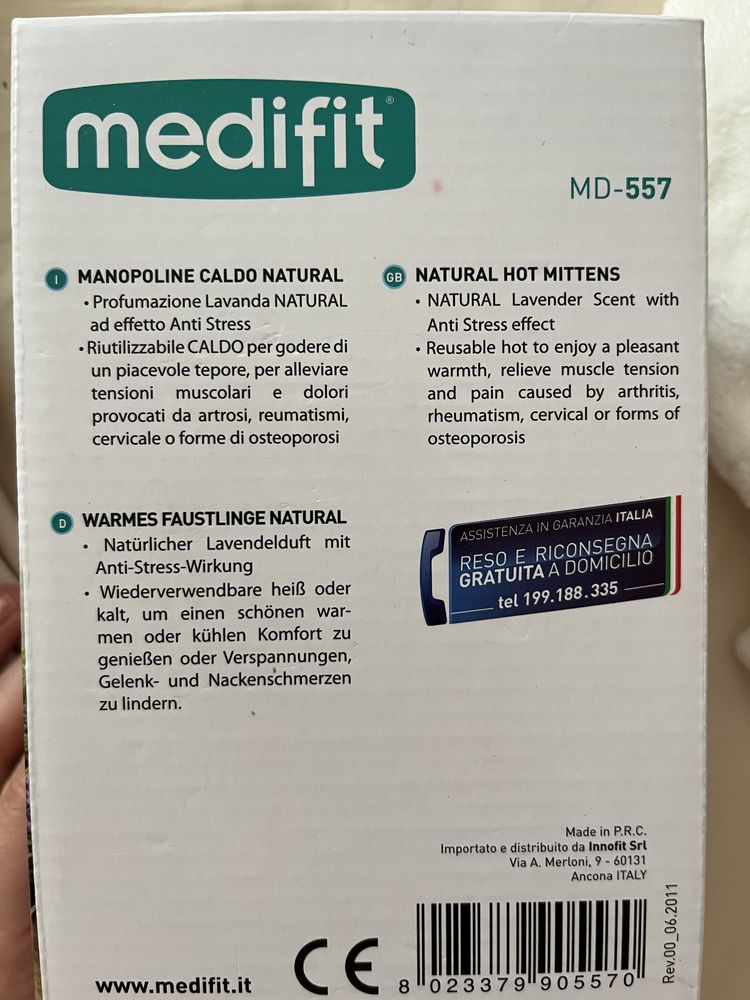 medifit®
MD-557
I MANOPOLINE CALDO NATURAL
• Profumazione Lavanda NATURAL
ad effetto Anti Stress
• Riutilizzabile CALDO per godere di
un piacevole tepore, per alleviare
tensioni muscolari e dolori
provocati da artrosi, reumatismi,
cervicale o forme di osteoporosi
GB NATURAL HOT MITTENS
• NATURAL Lavender Scent with
Anti Stress effect
• Reusable hot to enjoy a pleasant
warmth, relieve muscle tension
and pain caused by arthritis,
rheumatism, cervical or forms of
osteoporosis
D WARMES FAUSTLINGE NATURAL
• Natürlicher Lavendelduft mit
Anti-Stress-Wirkung
• Wiederverwendbare heiß oder
kalt, um einen schönen war-
men oder kühlen Komfort zu
genießen oder Verspannungen,
Gelenk- und Nackenschmerzen
zu lindern.
ASSISTENZA IN GARANZIA ITALIA
RESO E RICONSEGNA
GRATUITA A DOMICILIO
tel 199.188.335
Made in P.R.C.
Importato e distribuito da Innofit Srl
Via A. Merloni, 9 - 60131
Ancona ITALY
www.medifit.it
CE
8 023379 905570
Rev.00_06.2011